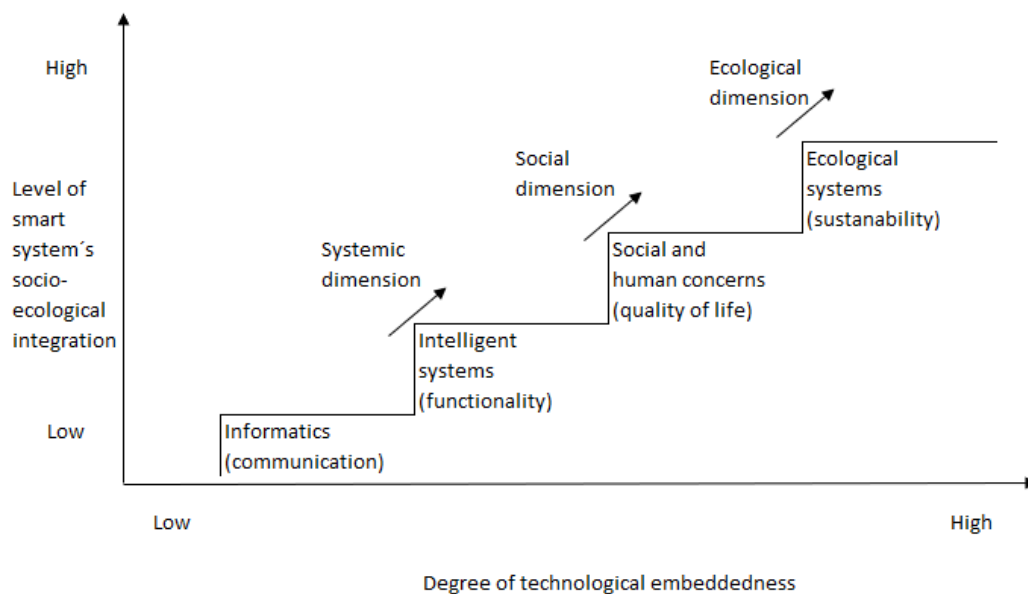 High
Ecological
dimension
Social
dimension
Ecological
systems
(sustanability)
Level of
smart
system´s
socio-
ecological
integration
Systemic
dimension
Social and
human concerns
(quality of life)
Intelligent
systems
(functionality)
Low
Informatics
(communication)
Low
High
Degree of technological embeddedness